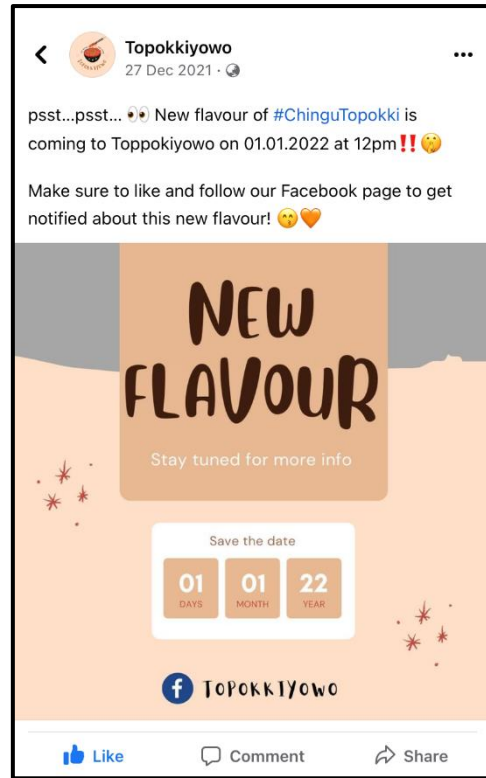 Topokkiyowo
27 Dec 2021 ·
psst...psst... 👀 New flavour of #ChinguTopokki is
coming to Toppokiyowo on 01.01.2022 at 12pm‼️🤫
Make sure to like and follow our Facebook page to get
notified about this new flavour! 😙🧡
NEW
FLAVOUR
Stay tuned for more info
Save the date
01 01 22
DAYS MONTH YEAR
f TOPOKKIYOWO
Like Comment Share